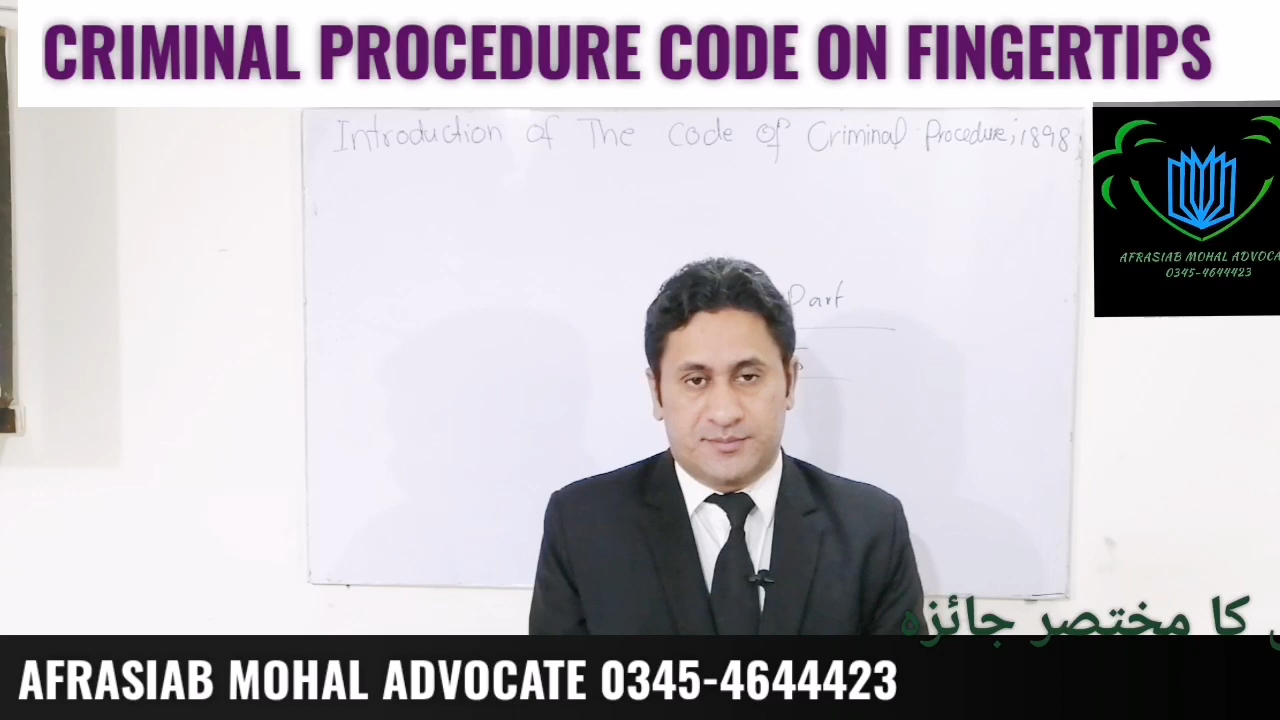 CRIMINAL PROCEDURE CODE ON FINGERTIPS
Introduction of The Code of Criminal Procedure; 1898
AFRASIAB MOHAL ADVOCA
0345-4644423
Part
کا مختصر جائزہ
AFRASIAB MOHAL ADVOCATE 0345-4644423